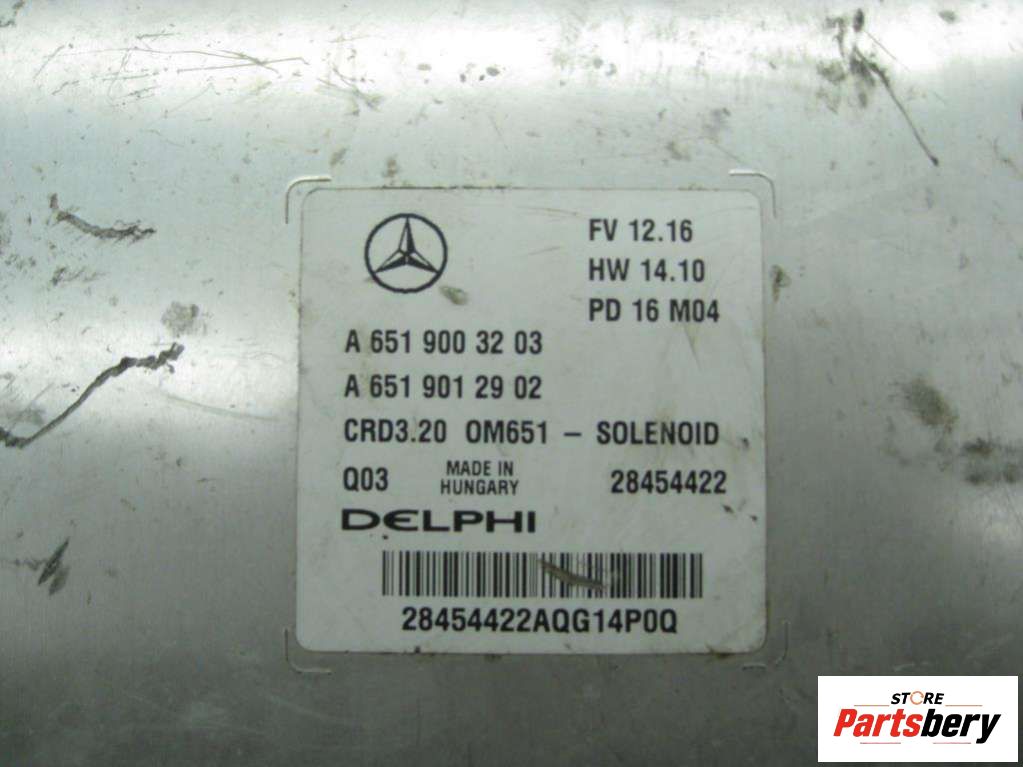 FV 12.16
HW 14.10
PD 16 M04
A 651 900 32 03
A 651 901 29 02
CRD3.20 OM651 – SOLENOID
Q03 MADE IN HUNGARY 28454422
DELPHI
28454422AQG14P0Q
STORE
Partsbery